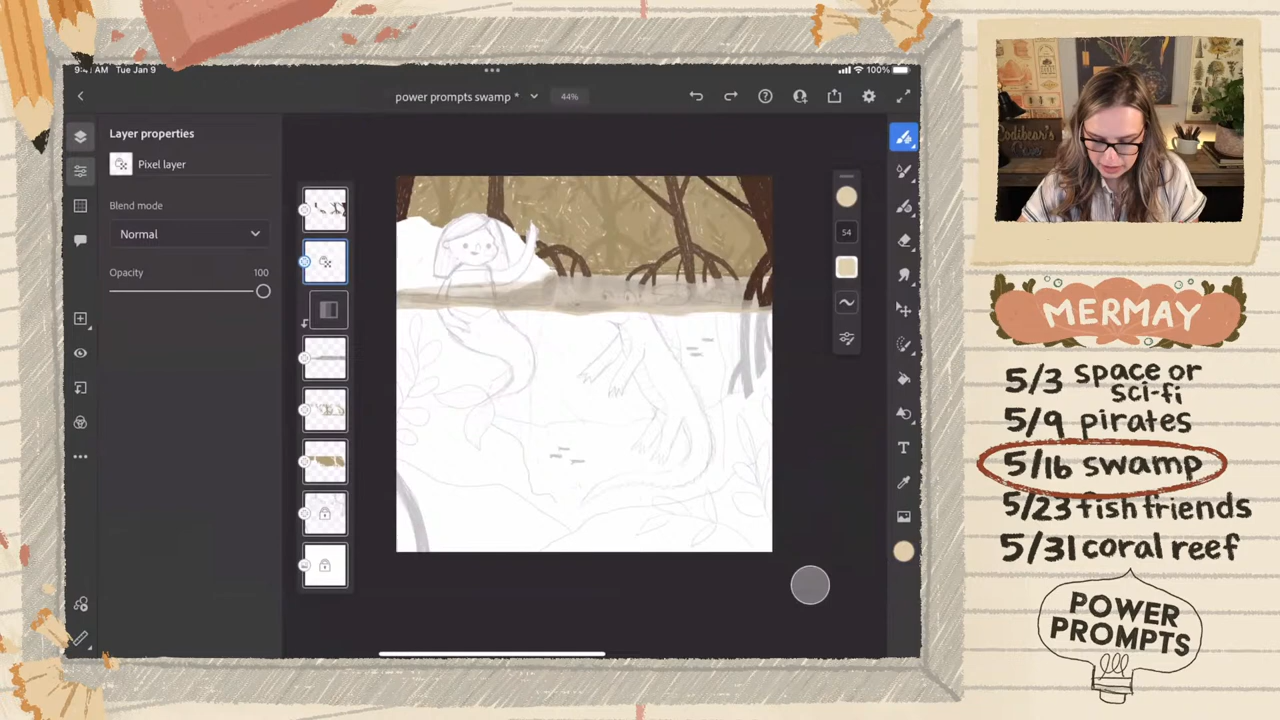 9:41 AM Tue Jan 9
100%
power prompts swamp *
44%
Layer properties
Pixel layer
Blend mode
Normal
Opacity
100
54
T
Codibear's
Cave
MERMAY
5/3 space or
sci-fi
5/9 pirates
5/16 swamp
5/23 fish friends
5/31 coral reef
POWER
PROMPTS